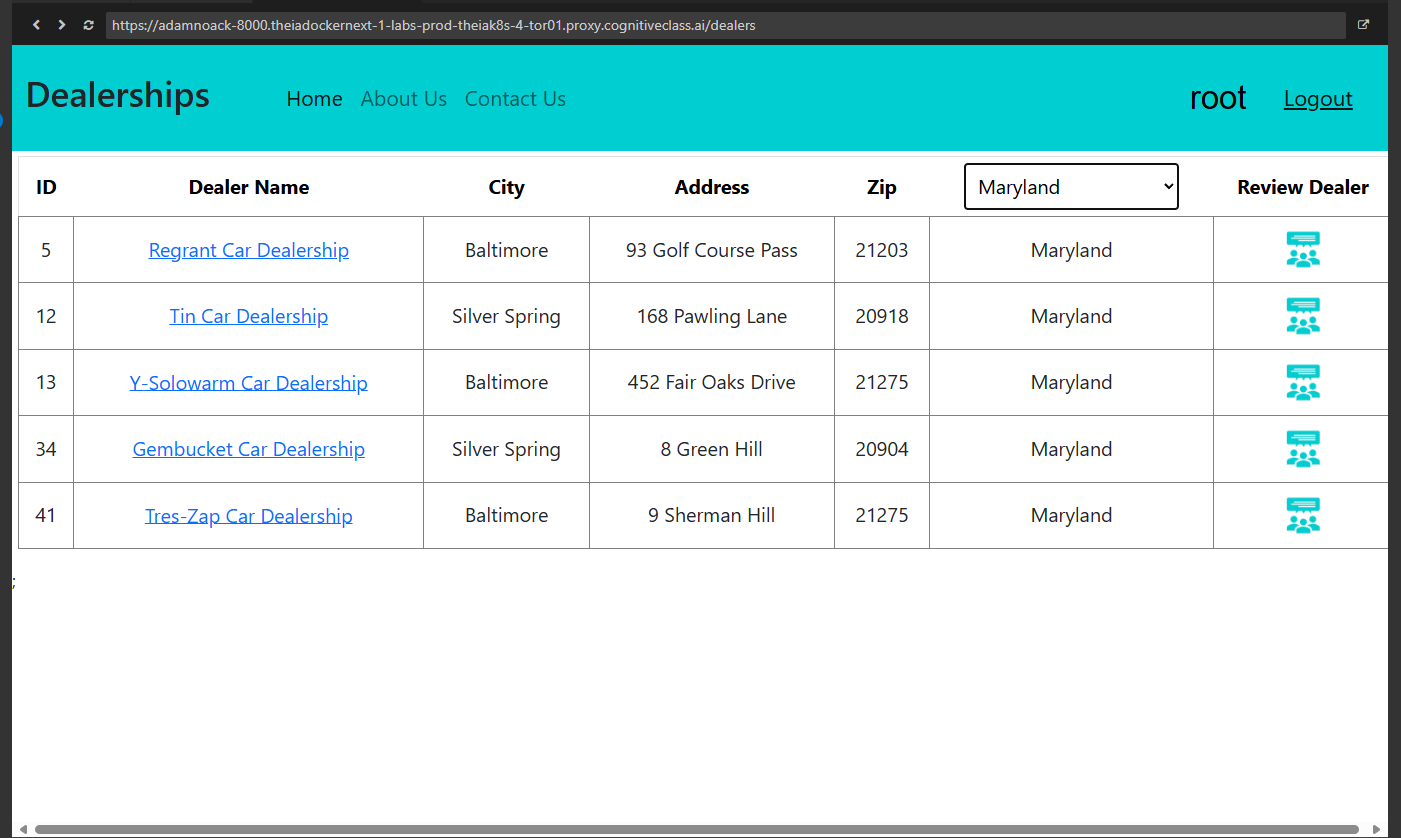 https://adamnoack-8000.theiadockernext-1-labs-prod-theiak8s-4-tor01.proxy.cognitiveclass.ai/dealers
Dealerships Home About Us Contact Us root Logout
ID Dealer Name City Address Zip Maryland Review Dealer
5 Regrant Car Dealership Baltimore 93 Golf Course Pass 21203 Maryland
12 Tin Car Dealership Silver Spring 168 Pawling Lane 20918 Maryland
13 Y-Solowarm Car Dealership Baltimore 452 Fair Oaks Drive 21275 Maryland
34 Gembucket Car Dealership Silver Spring 8 Green Hill 20904 Maryland
41 Tres-Zap Car Dealership Baltimore 9 Sherman Hill 21275 Maryland
;